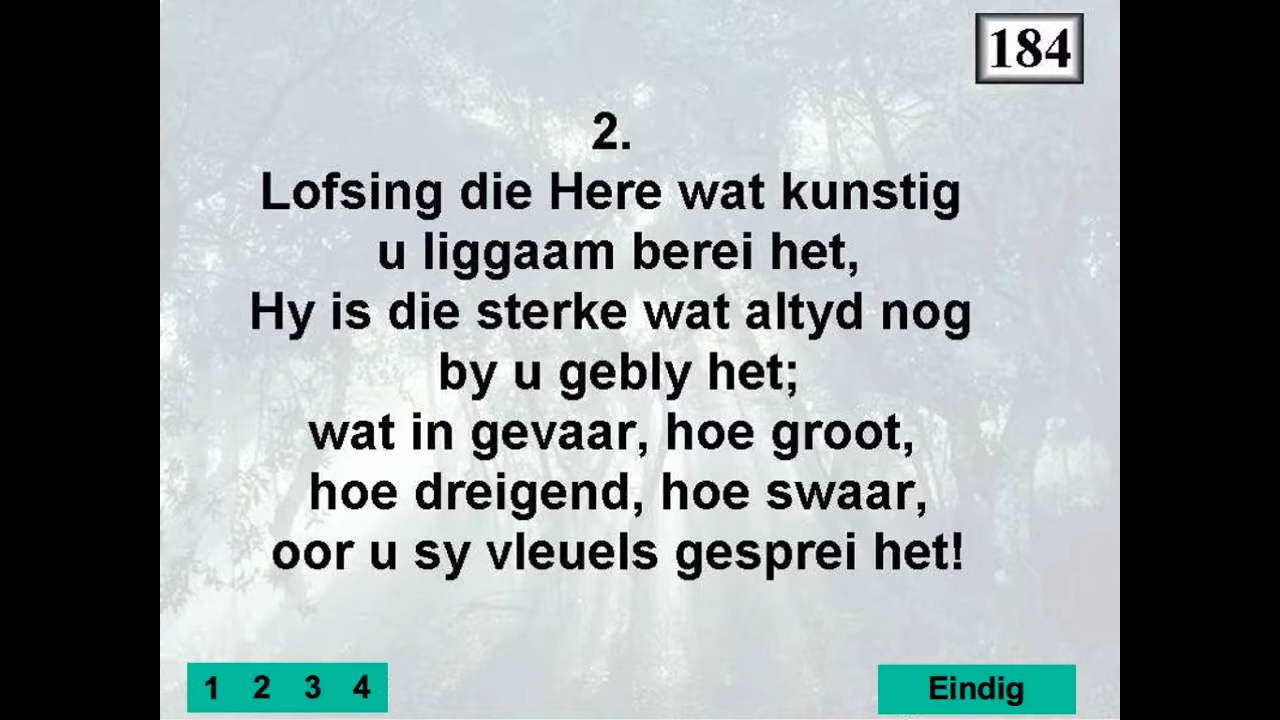 184
2.
Lofsing die Here wat kunstig
u liggaam berei het,
Hy is die sterke wat altyd nog
by u gebly het;
wat in gevaar, hoe groot,
hoe dreigend, hoe swaar,
oor u sy vleuels gesprei het!
1 2 3 4 Eindig